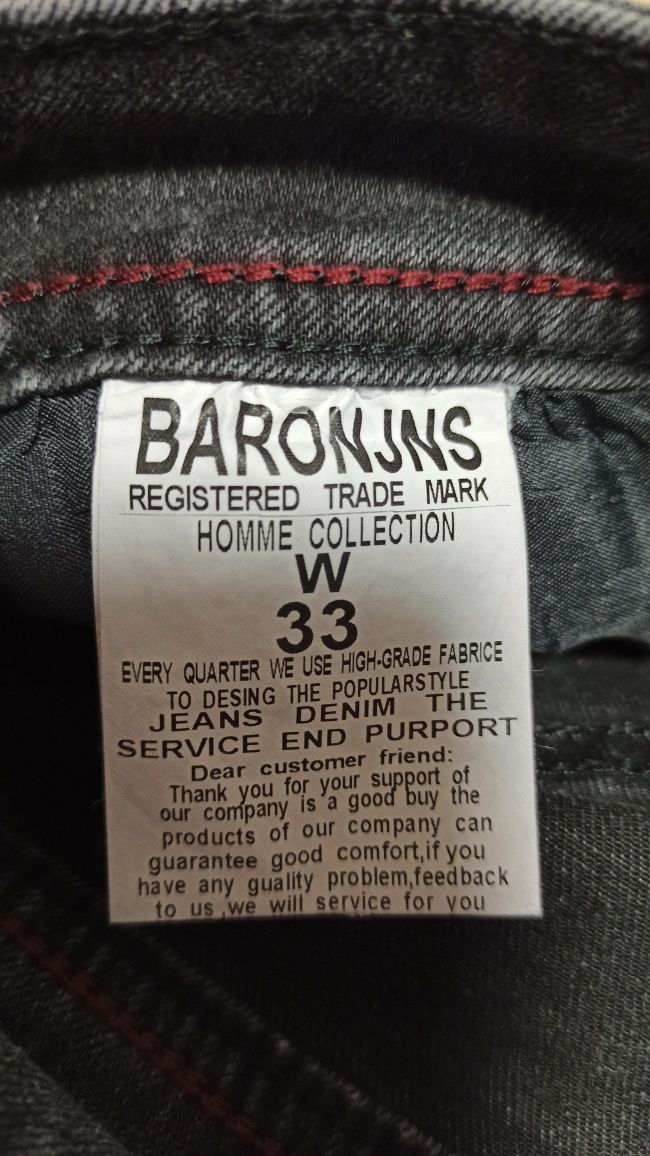 BARONJNS
REGISTERED TRADE MARK
HOMME COLLECTION
W
33
EVERY QUARTER WE USE HIGH-GRADE FABRICE
TO DESING THE POPULARSTYLE
JEANS DENIM THE
SERVICE END PURPORT
Dear customer friend:
Thank you for your support of
our company is a good buy the
products of our company can
guarantee good comfort,if you
have any guality problem,feedback
to us ,we will service for you